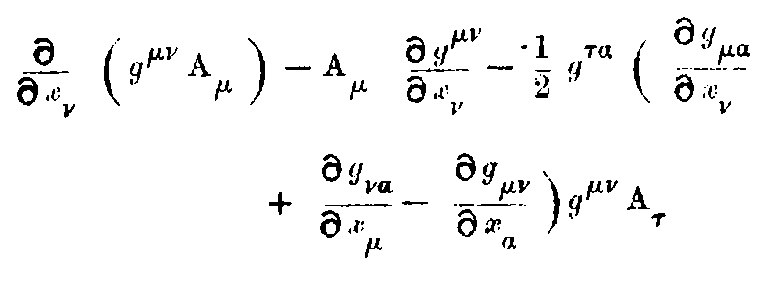 ∂/∂x_ν ( g^{μν} A_μ ) − A_μ ∂g^{μν}/∂x_ν − 1/2 g^{τα} ( ∂g_{μα}/∂x_ν
+ ∂g_{να}/∂x_μ − ∂g_{μν}/∂x_α ) g^{μν} A_τ